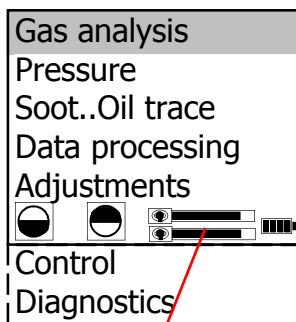 Gas analysis
Pressure
Soot..Oil trace
Data processing
Adjustments
Control
Diagnostics